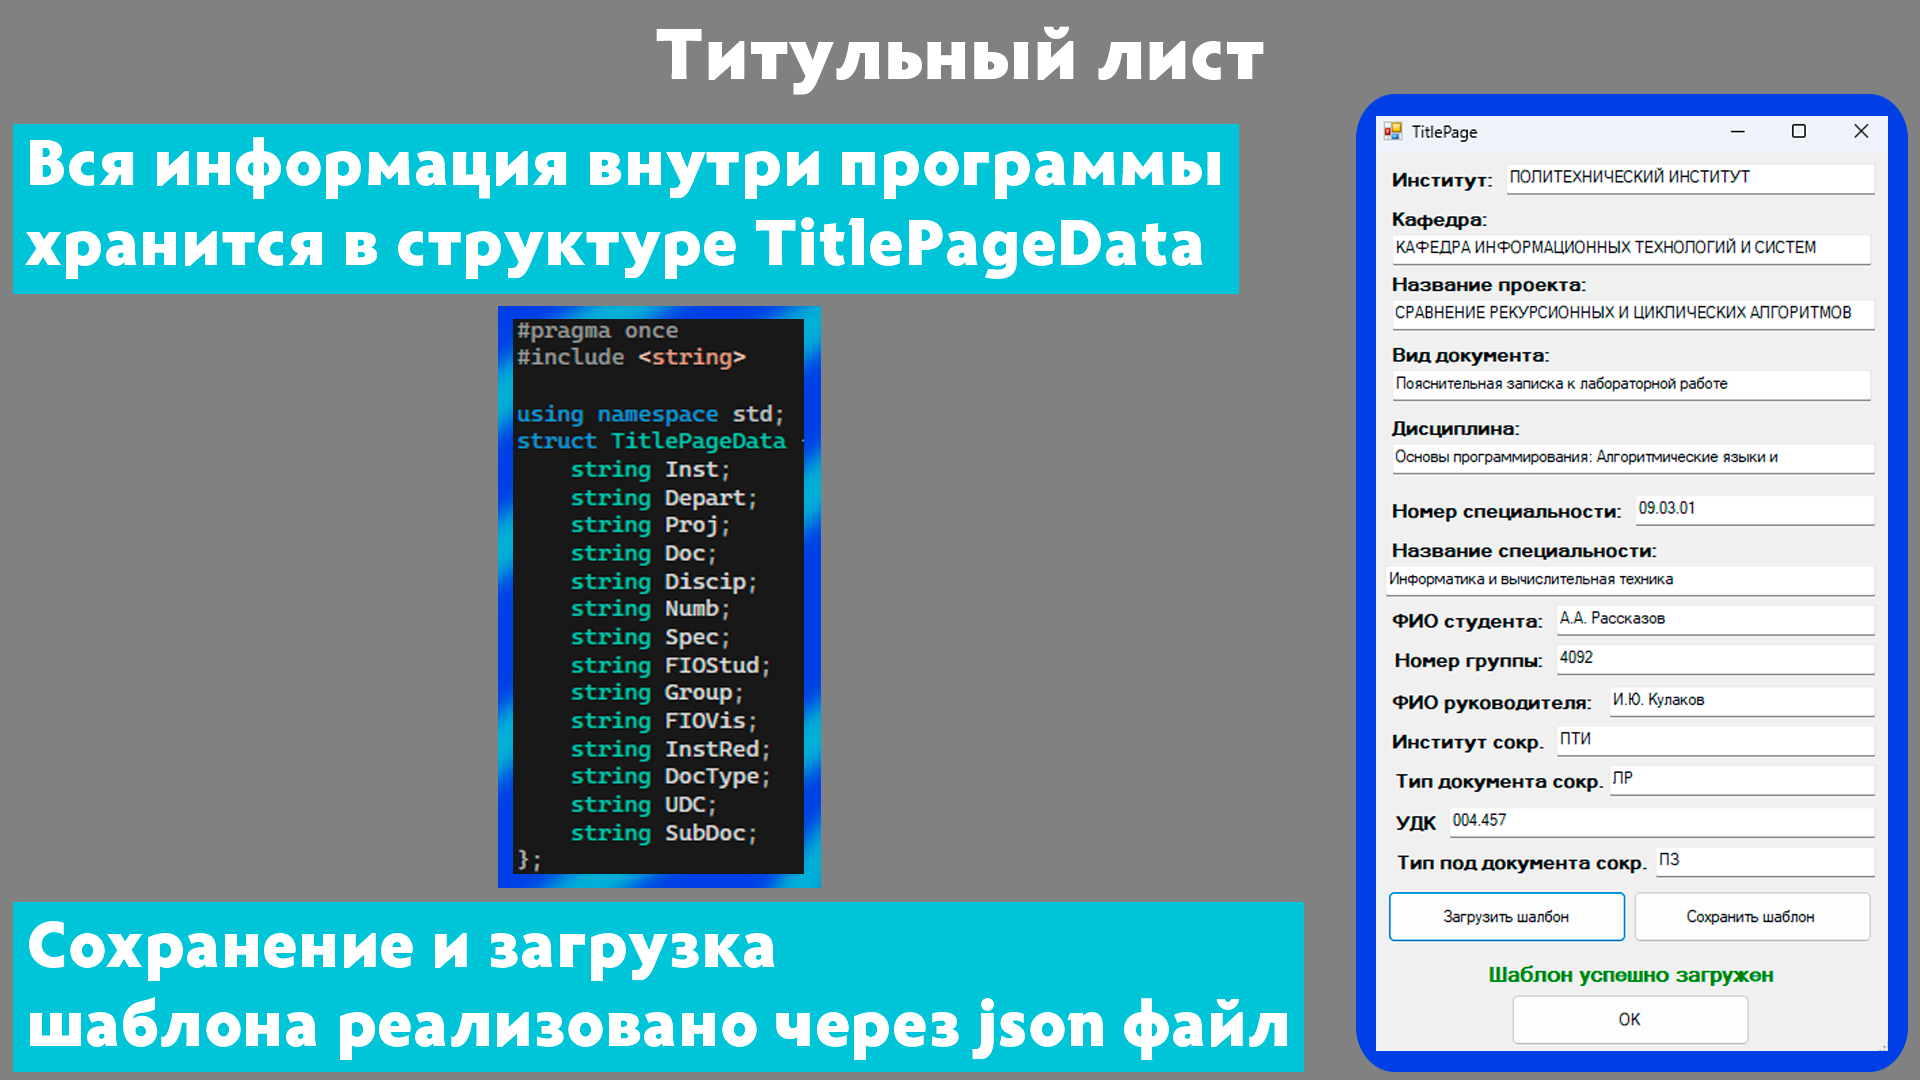 Титульный лист
Вся информация внутри программы
хранится в структуре TitlePageData
#pragma once
#include <string>
using namespace std;
struct TitlePageData
string Inst;
string Depart;
string Proj;
string Doc;
string Discip;
string Numb;
string Spec;
string FIOStud;
string Group;
string FIOVis;
string InstRed;
string DocType;
string UDC;
string SubDoc;
};
Сохранение и загрузка
шаблона реализовано через json файл
TitlePage
Институт: ПОЛИТЕХНИЧЕСКИЙ ИНСТИТУТ
Кафедра:
КАФЕДРА ИНФОРМАЦИОННЫХ ТЕХНОЛОГИЙ И СИСТЕМ
Название проекта:
СРАВНЕНИЕ РЕКУРСИОННЫХ И ЦИКЛИЧЕСКИХ АЛГОРИТМОВ
Вид документа:
Пояснительная записка к лабораторной работе
Дисциплина:
Основы программирования: Алгоритмические языки и
Номер специальности: 09.03.01
Название специальности:
Информатика и вычислительная техника
ФИО студента: А.А. Рассказов
Номер группы: 4092
ФИО руководителя: И.Ю. Кулаков
Институт сокр. ПТИ
Тип документа сокр. ЛР
УДК 004.457
Тип под документа сокр. ПЗ
Загрузить шалбон Сохранить шаблон
Шаблон успешно загружен
ОК